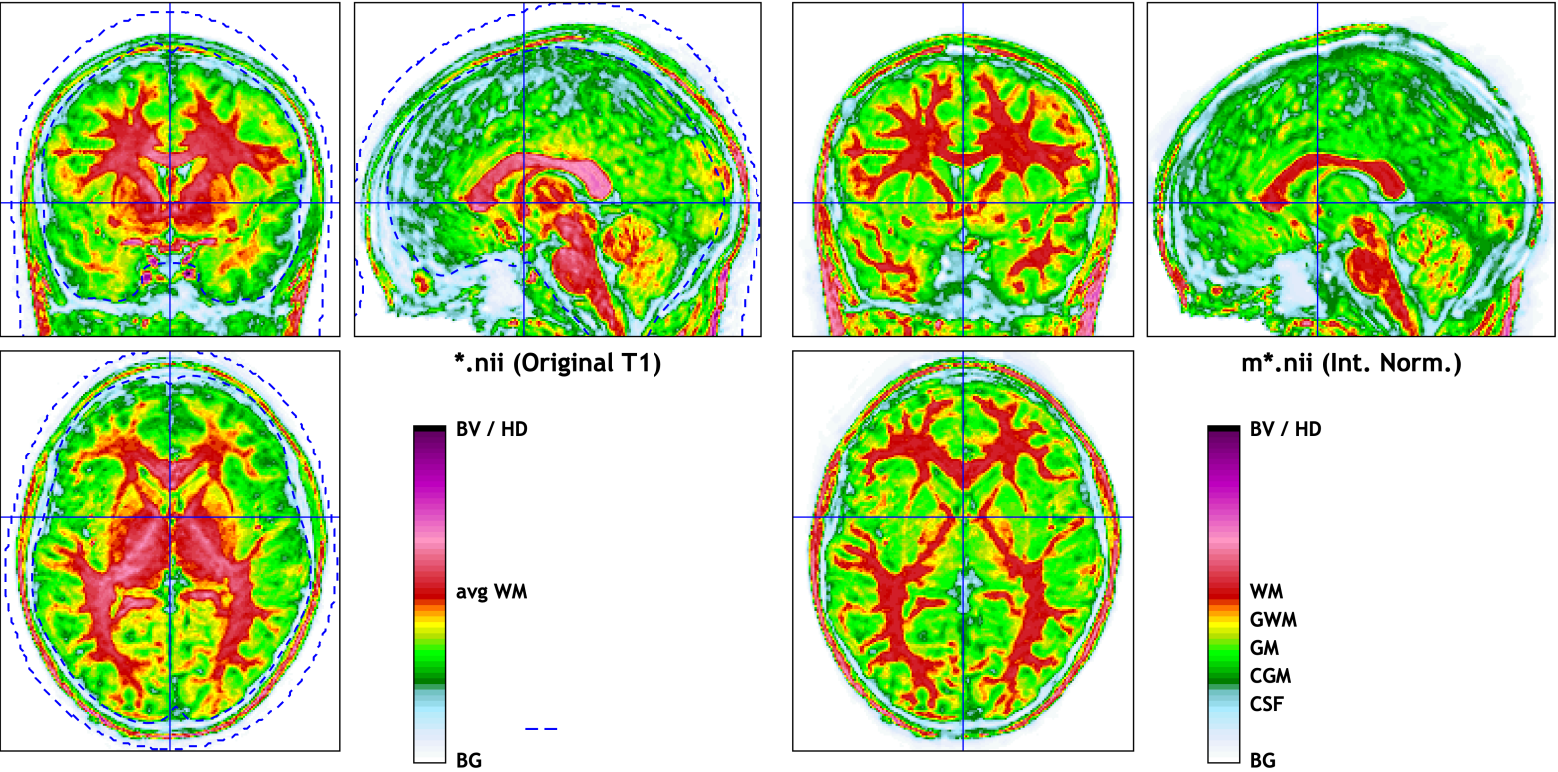 *.nii (Original T1)
BV / HD
avg WM
BG
m*.nii (Int. Norm.)
BV / HD
WM
GWM
GM
CGM
CSF
BG